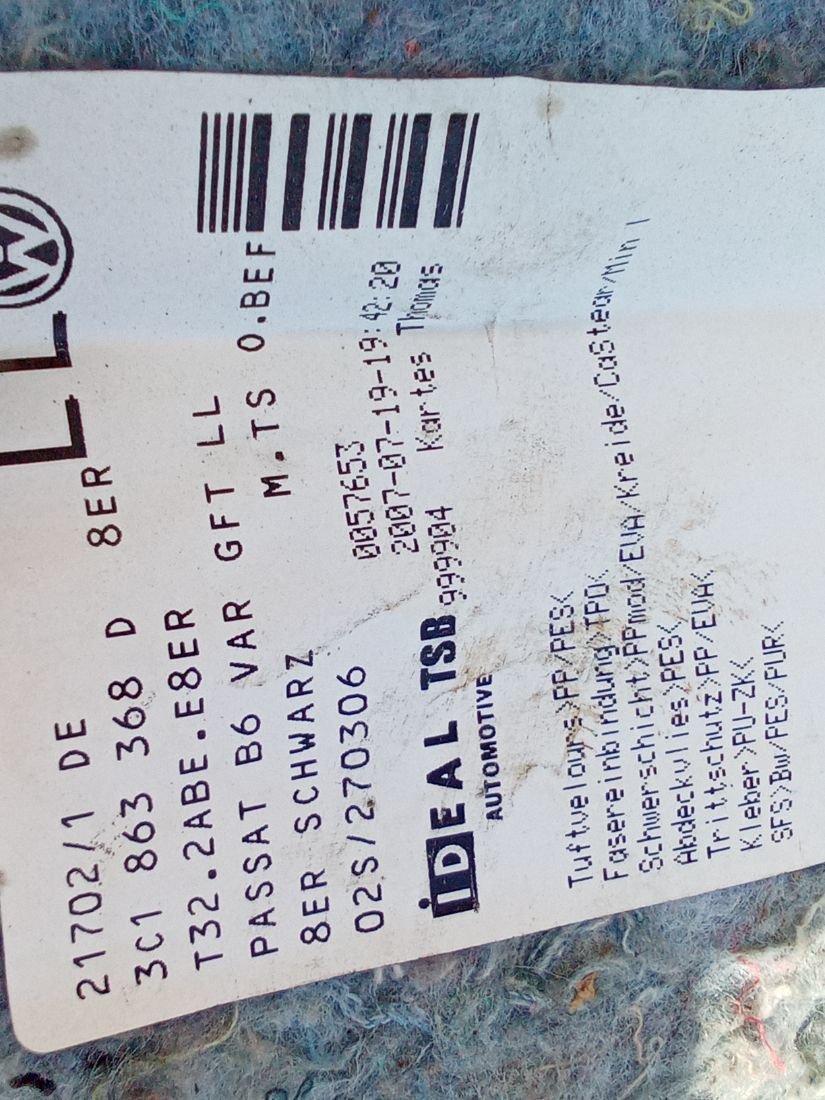 LL
21702/1 DE
3C1 863 368 D 8ER
T32.2ABE.E8ER
PASSAT B6 VAR GFT LL
8ER SCHWARZ M.TS O.BEF
02S/270306 0057653
2007-07-19-19:42:20
iDEAL TSB 999904 Kartes Thomas
AUTOMOTIVE
Tuftvelours>PP/PES<
Fasereinbindung>TPO<
Schwerschicht>PPmod/EVA/Kreide/CaStear/Min
Abdeckvlies>PES<
Trittschutz>PP/EVA<
Kleber>PU-ZK<
SFS>Bw/PES/PUR<